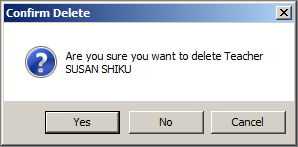 Confirm Delete
Are you sure you want to delete Teacher
SUSAN SHIKU
Yes
No
Cancel